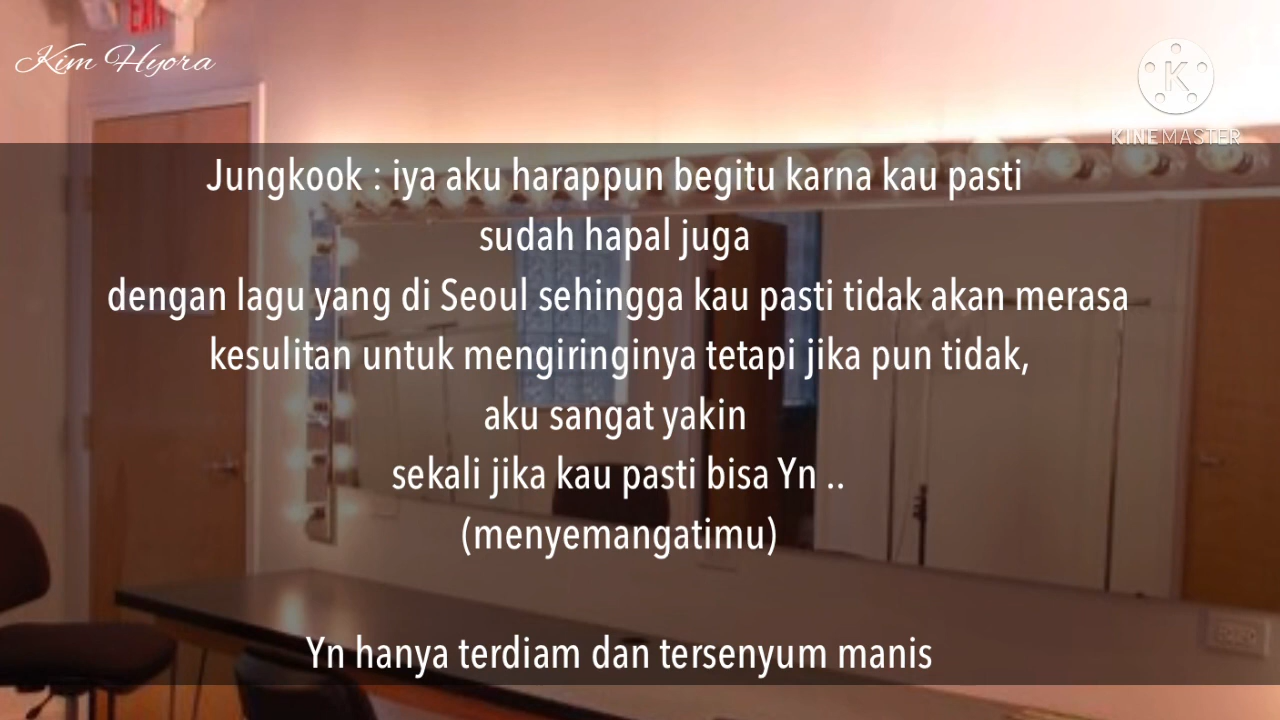 EXIT
Kim Hyora
K
KINEMASTER
Jungkook : iya aku harappun begitu karna kau pasti
sudah hapal juga
dengan lagu yang di Seoul sehingga kau pasti tidak akan merasa
kesulitan untuk mengiringinya tetapi jika pun tidak,
aku sangat yakin
sekali jika kau pasti bisa Yn ..
(menyemangatimu)
Yn hanya terdiam dan tersenyum manis